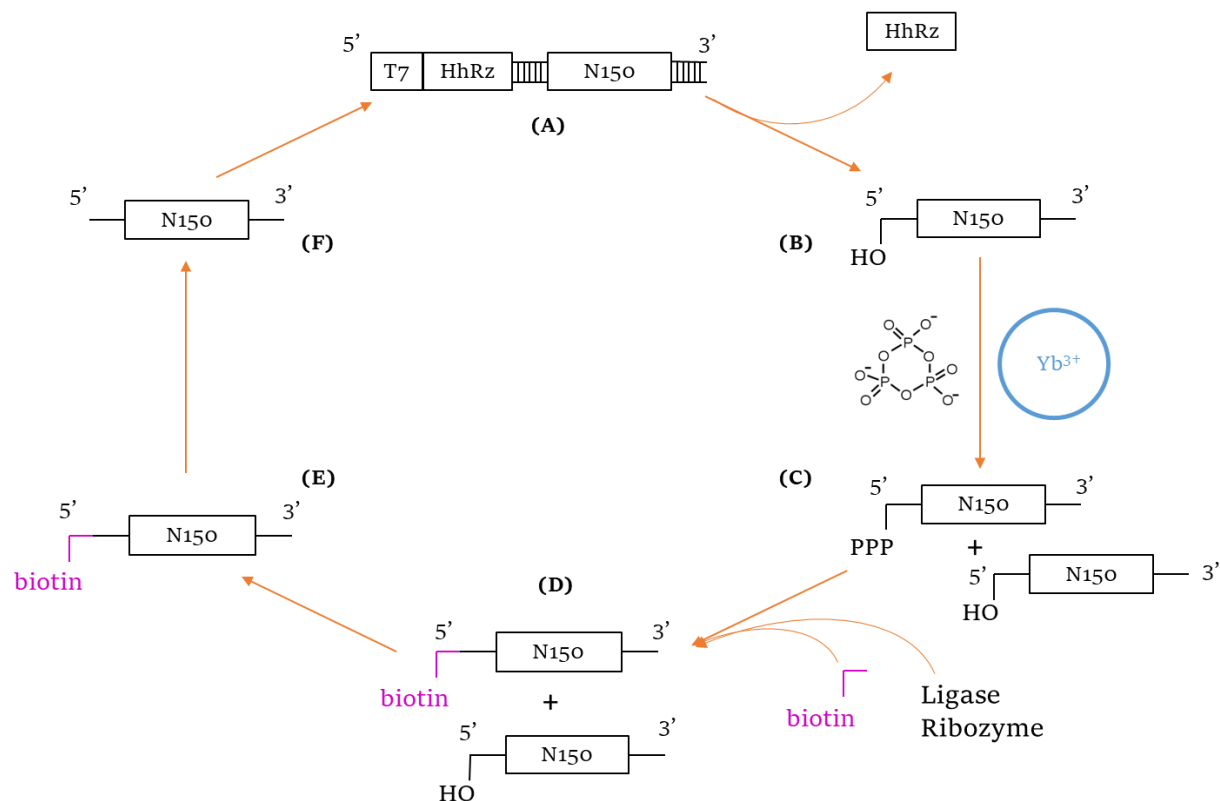 5’ 3’ HhRz
T7 HhRz N150
(A)
5’ 3’ 5’ 3’
N150 N150
(F) (B)
HO
O O⁻
P
O O Yb³⁺
O⁻ P P O
O O O O⁻
(E) (C)
5’ 3’ 5’ 3’
N150 N150
biotin PPP +
5’ 3’
N150
HO
(D)
5’ 3’
N150
biotin + biotin Ligase
Ribozyme
5’ 3’
N150
HO